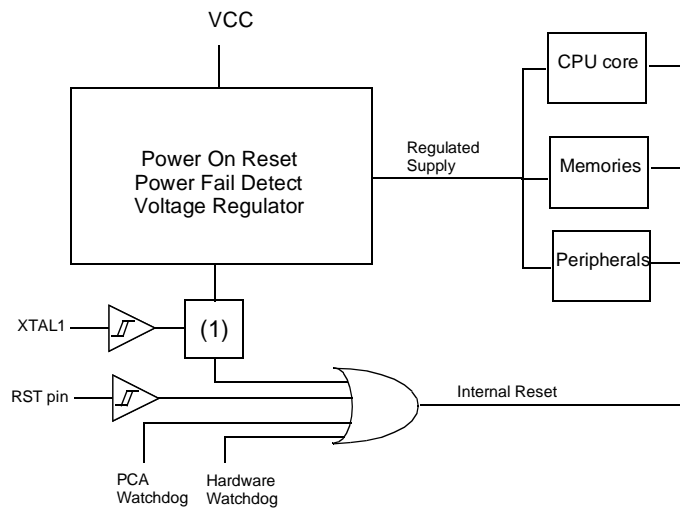 VCC
CPU core
Power On Reset
Power Fail Detect
Voltage Regulator
Regulated
Supply
Memories
Peripherals
XTAL1
(1)
RST pin
Internal Reset
PCA
Watchdog
Hardware
Watchdog